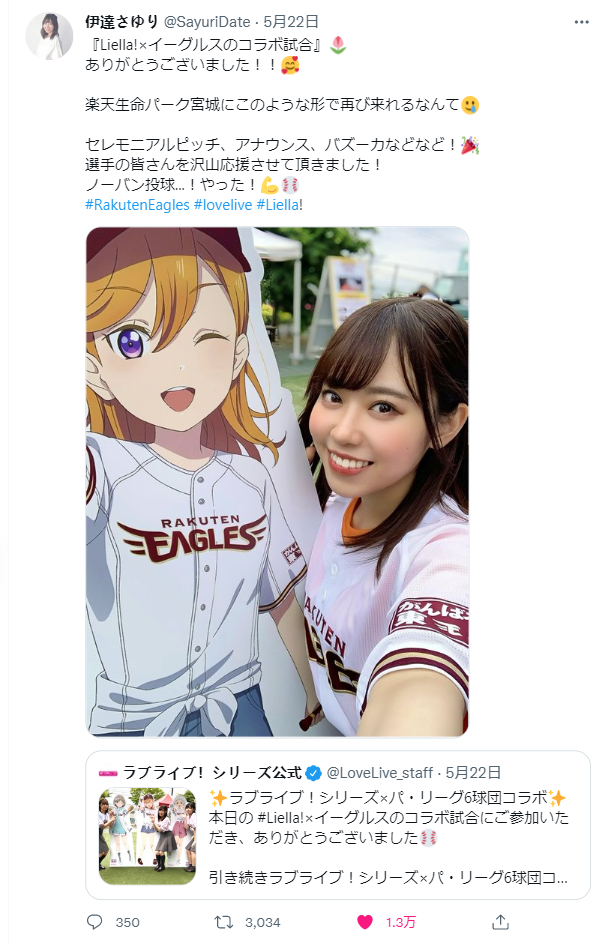 伊達さゆり @SayuriDate · 5月22日
『Liella!×イーグルスのコラボ試合』🌷
ありがとうございました！！🥰
楽天生命パーク宮城にこのような形で再び来れるなんて🥲
セレモニアルピッチ、アナウンス、バズーカなどなど！🎉
選手の皆さんを沢山応援させて頂きました！
ノーバン投球...！やった！💪⚾
#RakutenEagles #lovelive #Liella!
RAKUTEN
EAGLES
がんばろう
東
RAKUTEN
がんば
東
ラブライブ！シリーズ公式 @LoveLive_staff · 5月22日
✨ラブライブ！シリーズ×パ・リーグ6球団コラボ✨
本日の #Liella!×イーグルスのコラボ試合にご参加いた
だき、ありがとうございました⚾
引き続きラブライブ！シリーズ×パ・リーグ6球団コ...
350
3,034
1.3万